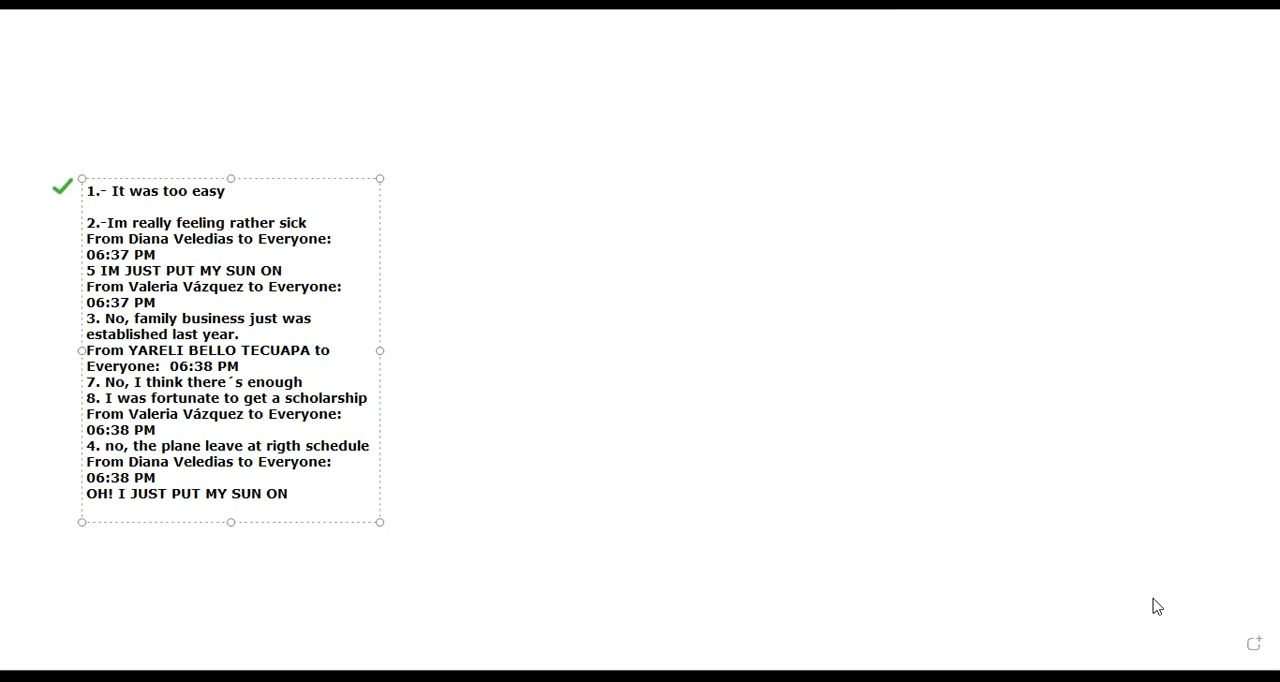 1.- It was too easy
2.-Im really feeling rather sick
From Diana Veledias to Everyone:
06:37 PM
5 IM JUST PUT MY SUN ON
From Valeria Vázquez to Everyone:
06:37 PM
3. No, family business just was
established last year.
From YARELI BELLO TECUAPA to
Everyone:  06:38 PM
7. No, I think there´s enough
8. I was fortunate to get a scholarship
From Valeria Vázquez to Everyone:
06:38 PM
4. no, the plane leave at rigth schedule
From Diana Veledias to Everyone:
06:38 PM
OH! I JUST PUT MY SUN ON